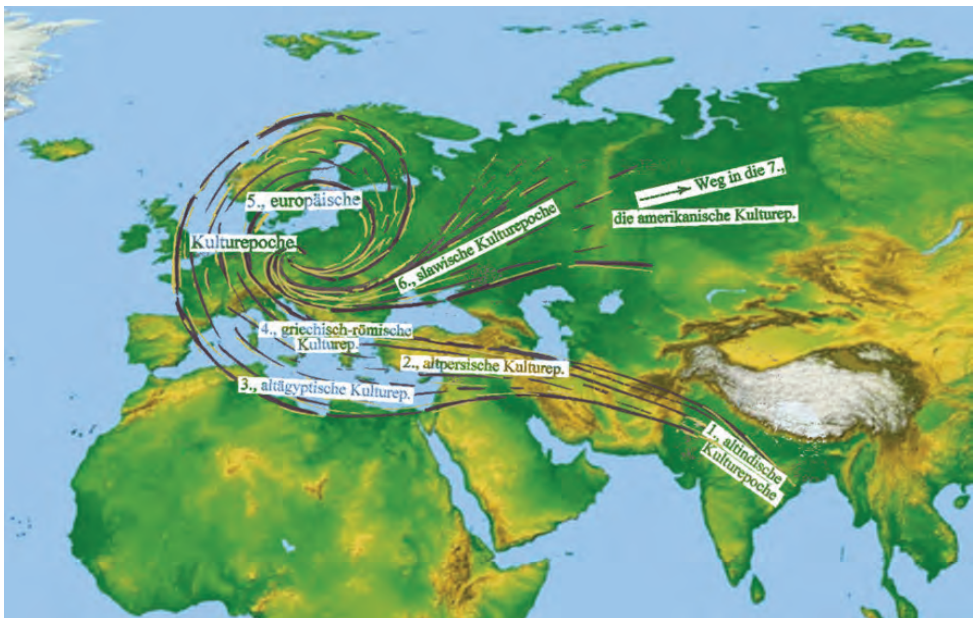 5., europäische
Kulturepoche
Weg in die 7.,
die amerikanische Kulturep.
6., slawische Kulturepoche
4., griechisch-römische
Kulturep.
2., altpersische Kulturep.
3., altägyptische Kulturep.
1., altindische
Kulturepoche